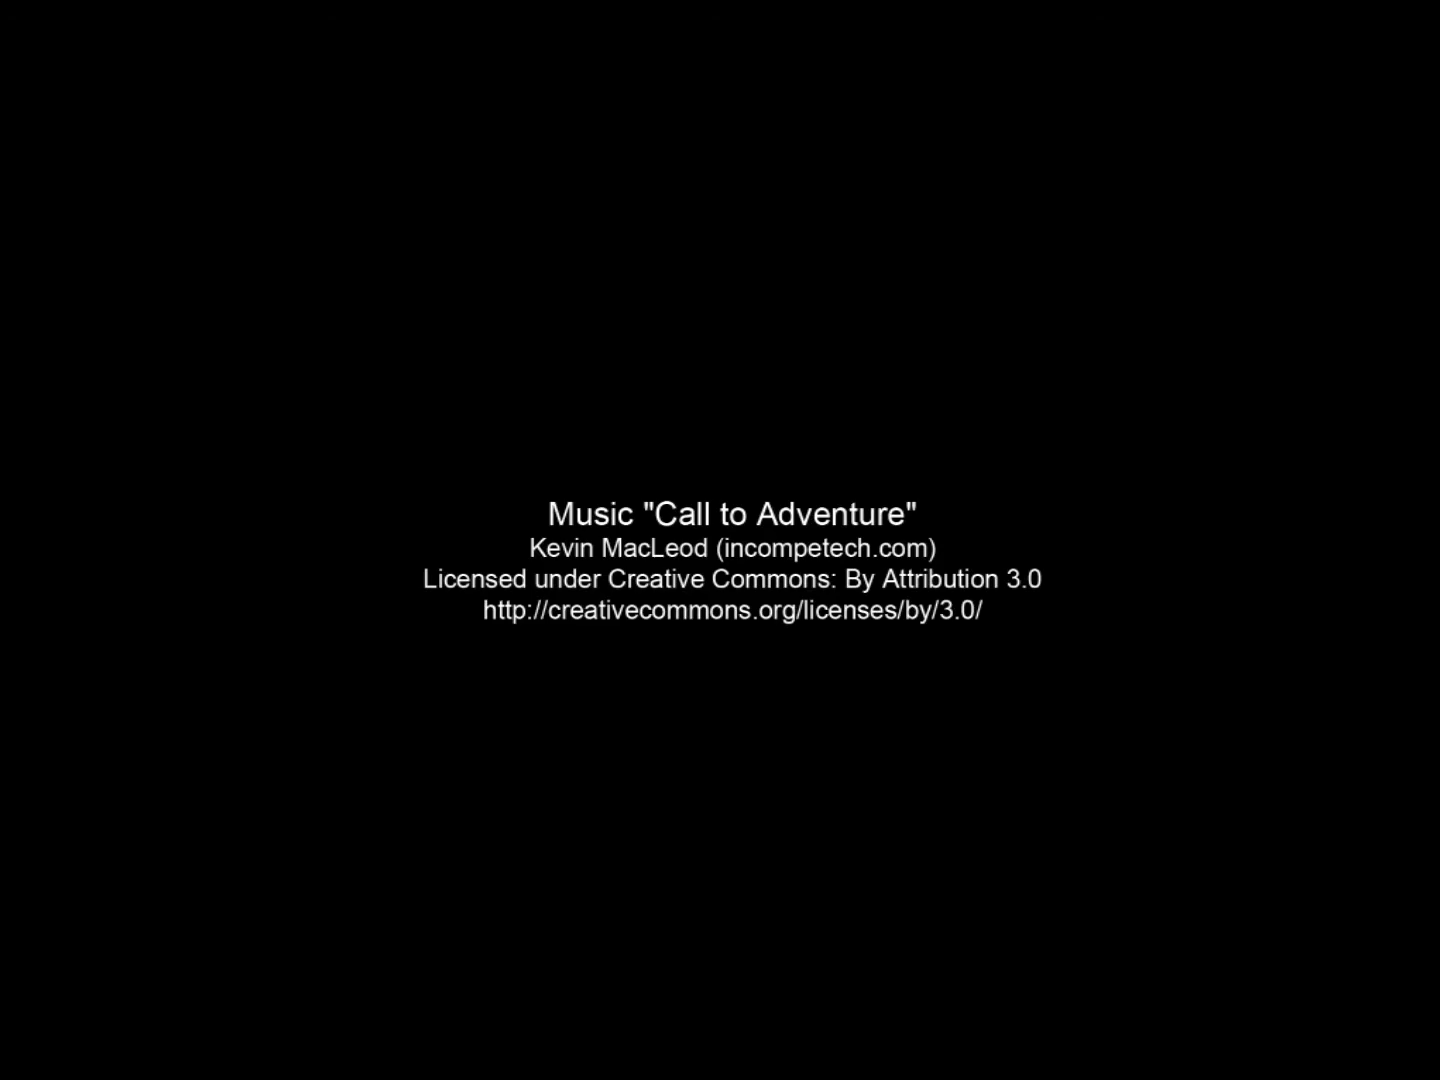 Music "Call to Adventure"
Kevin MacLeod (incompetech.com)
Licensed under Creative Commons: By Attribution 3.0
http://creativecommons.org/licenses/by/3.0/